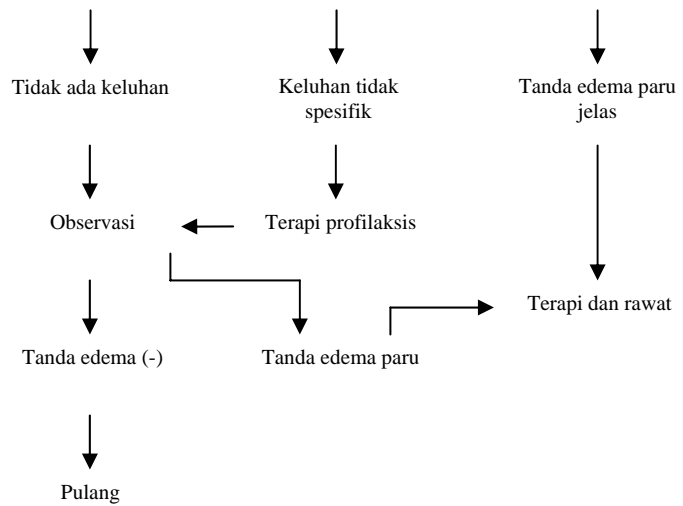 Tidak ada keluhan
Keluhan tidak
spesifik
Tanda edema paru
jelas
Observasi
Terapi profilaksis
Terapi dan rawat
Tanda edema (-)
Tanda edema paru
Pulang